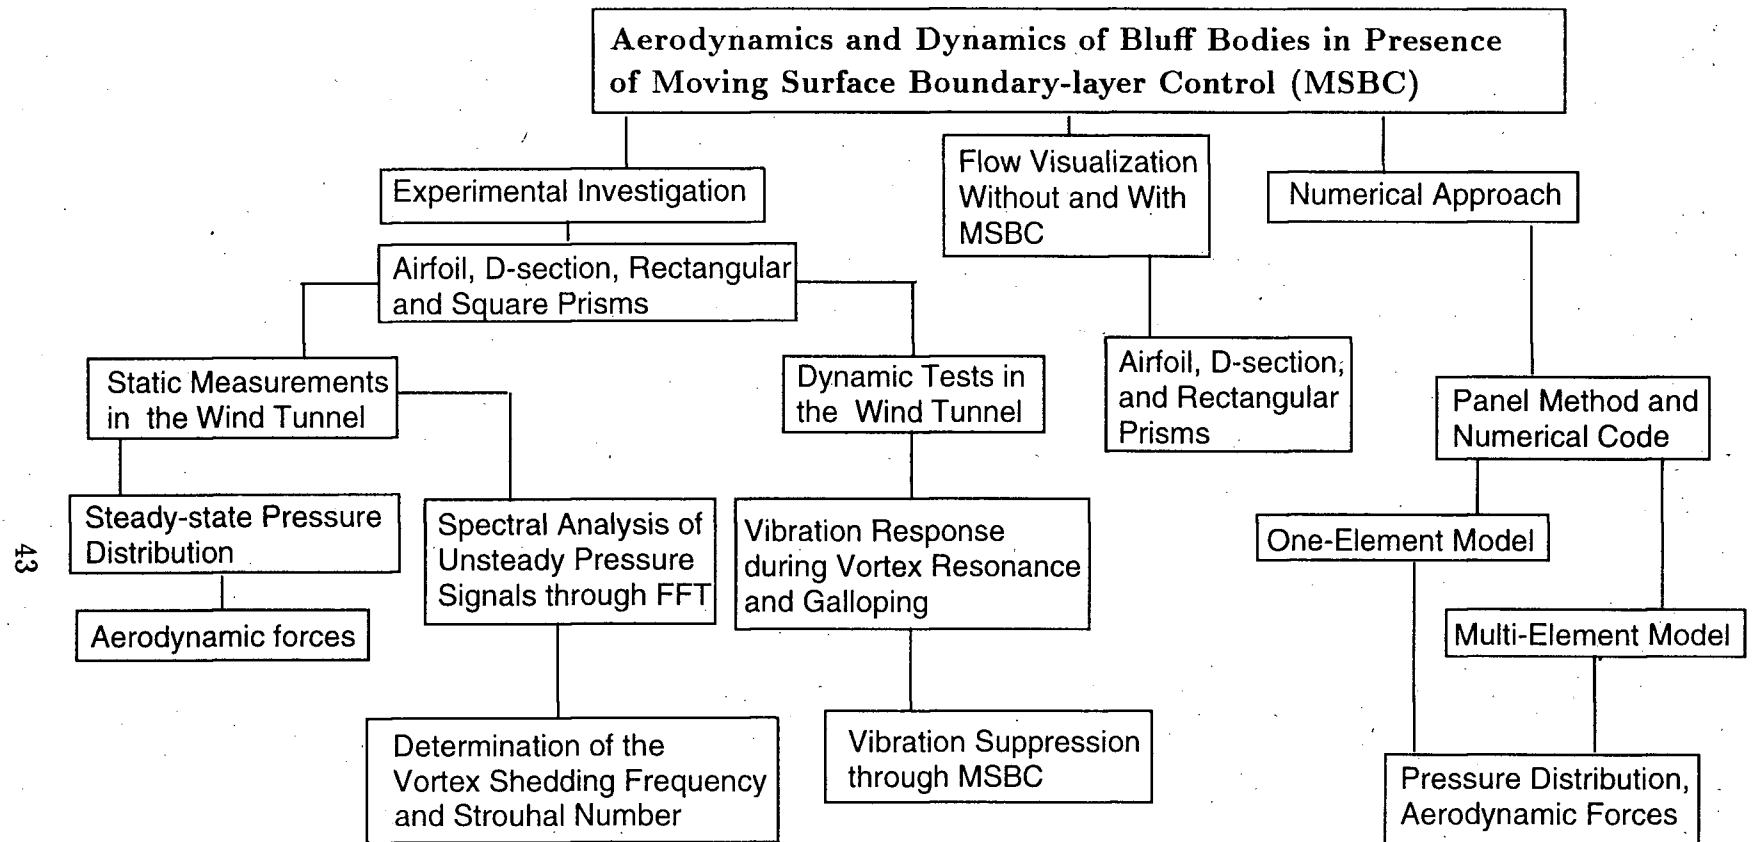 Aerodynamics and Dynamics of Bluff Bodies in Presence
of Moving Surface Boundary-layer Control (MSBC)
Experimental Investigation
Flow Visualization
Without and With
MSBC
Numerical Approach
Airfoil, D-section, Rectangular
and Square Prisms
Static Measurements
in the Wind Tunnel
Dynamic Tests in
the Wind Tunnel
Airfoil, D-section,
and Rectangular
Prisms
Panel Method and
Numerical Code
Steady-state Pressure
Distribution
Spectral Analysis of
Unsteady Pressure
Signals through FFT
Vibration Response
during Vortex Resonance
and Galloping
One-Element Model
Aerodynamic forces
Multi-Element Model
Determination of the
Vortex Shedding Frequency
and Strouhal Number
Vibration Suppression
through MSBC
Pressure Distribution,
Aerodynamic Forces
43